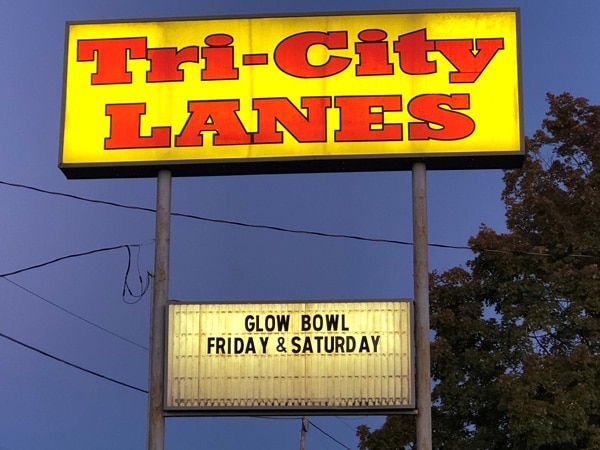 Tri-City
LANES
GLOW BOWL
FRIDAY & SATURDAY